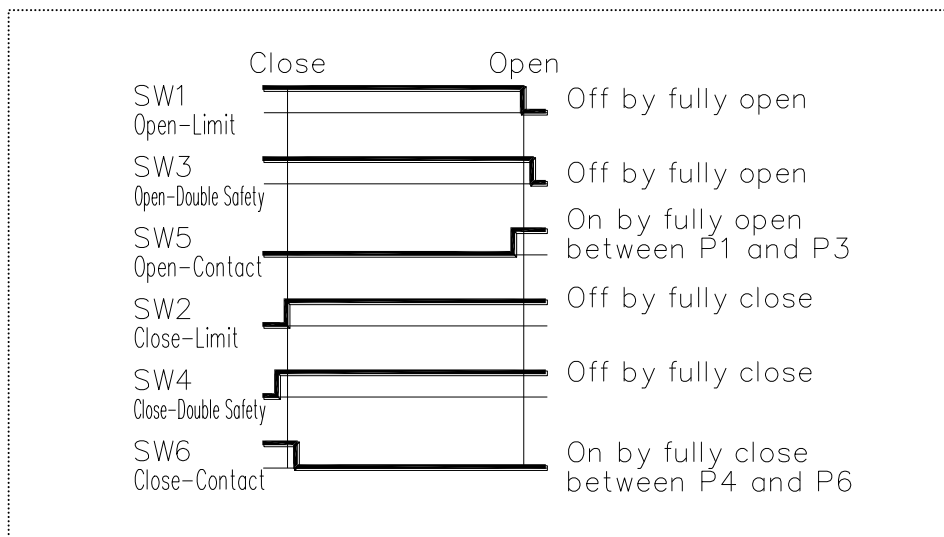 Close Open
SW1
Open-Limit
Off by fully open
SW3
Open-Double Safety
Off by fully open
SW5
Open-Contact
On by fully open
between P1 and P3
SW2
Close-Limit
Off by fully close
SW4
Close-Double Safety
Off by fully close
SW6
Close-Contact
On by fully close
between P4 and P6